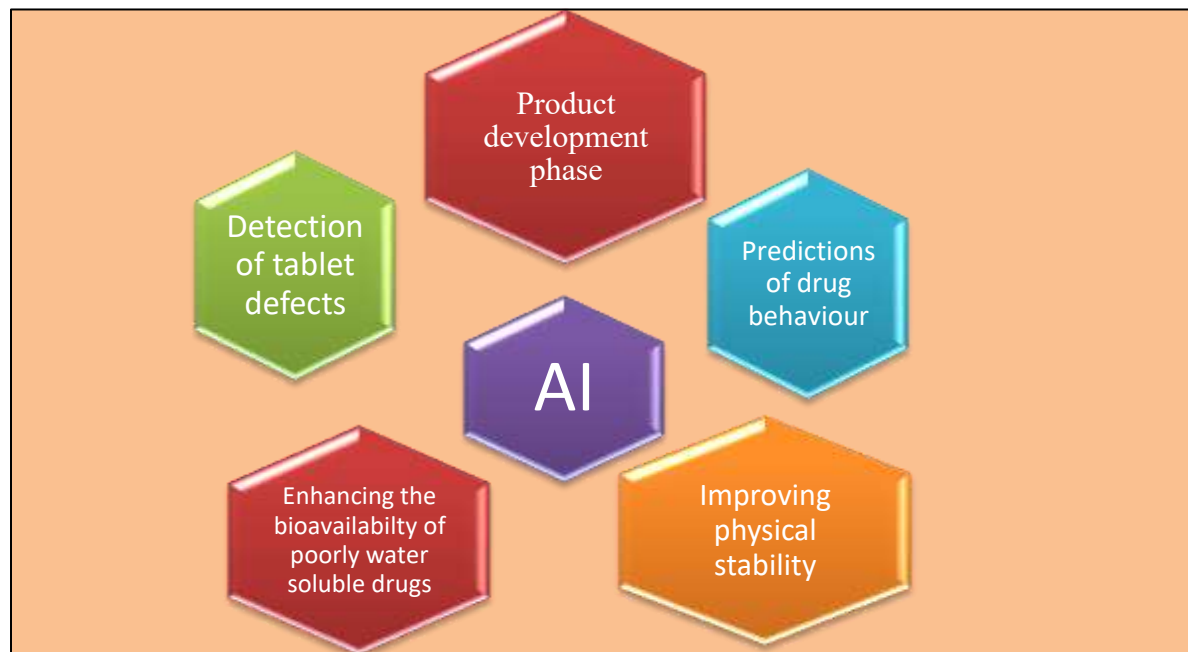 Product
development
phase
Detection
of tablet
defects
Predictions
of drug
behaviour
AI
Enhancing the
bioavailabilty of
poorly water
soluble drugs
Improving
physical
stability